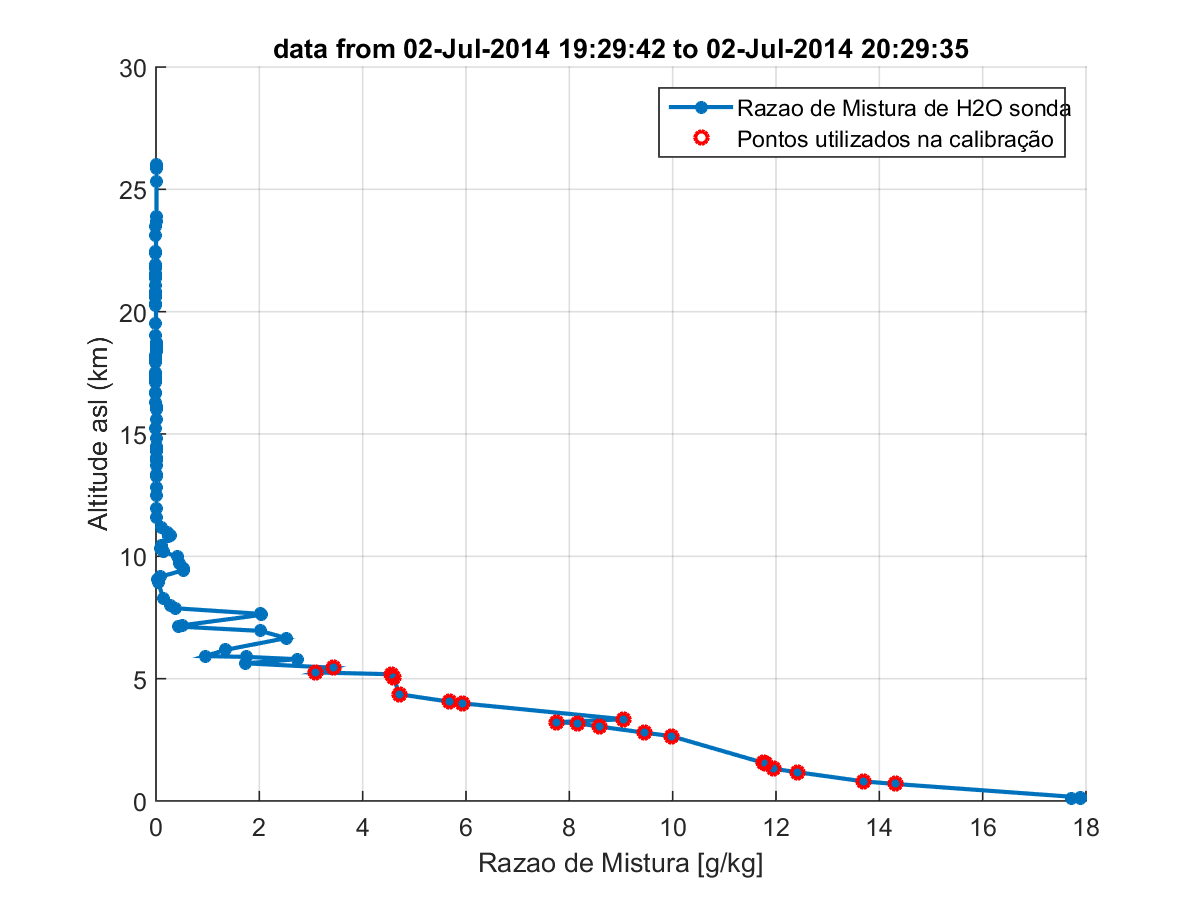 data from 02-Jul-2014 19:29:42 to 02-Jul-2014 20:29:35
Razao de Mistura de H2O sonda
Pontos utilizados na calibração
30
25
20
15
10
5
0
Altitude asl (km)
0 2 4 6 8 10 12 14 16 18
Razao de Mistura [g/kg]